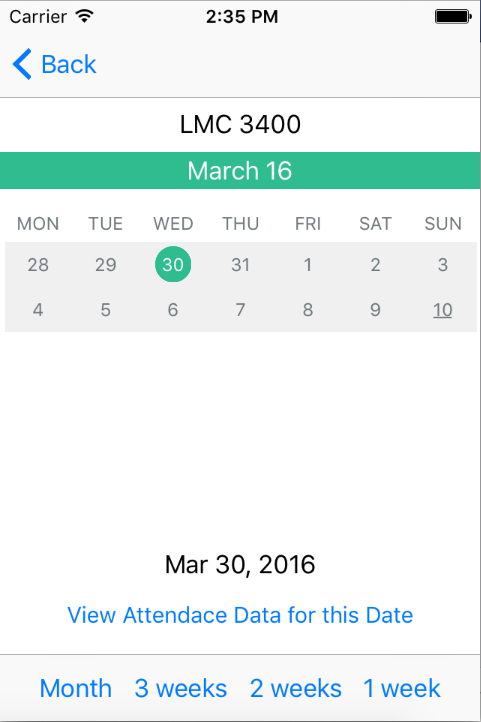 Carrier 2:35 PM
Back
LMC 3400
March 16
MON TUE WED THU FRI SAT SUN
28 29 30 31 1 2 3
4 5 6 7 8 9 10
Mar 30, 2016
View Attendace Data for this Date
Month 3 weeks 2 weeks 1 week